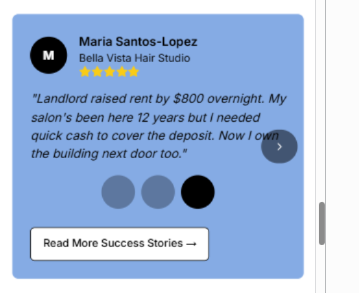 M
Maria Santos-Lopez
Bella Vista Hair Studio
"Landlord raised rent by $800 overnight. My
salon's been here 12 years but I needed
quick cash to cover the deposit. Now I own
the building next door too."
Read More Success Stories →